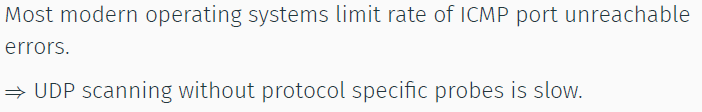 Most modern operating systems limit rate of ICMP port unreachable
errors.
⇒ UDP scanning without protocol specific probes is slow.